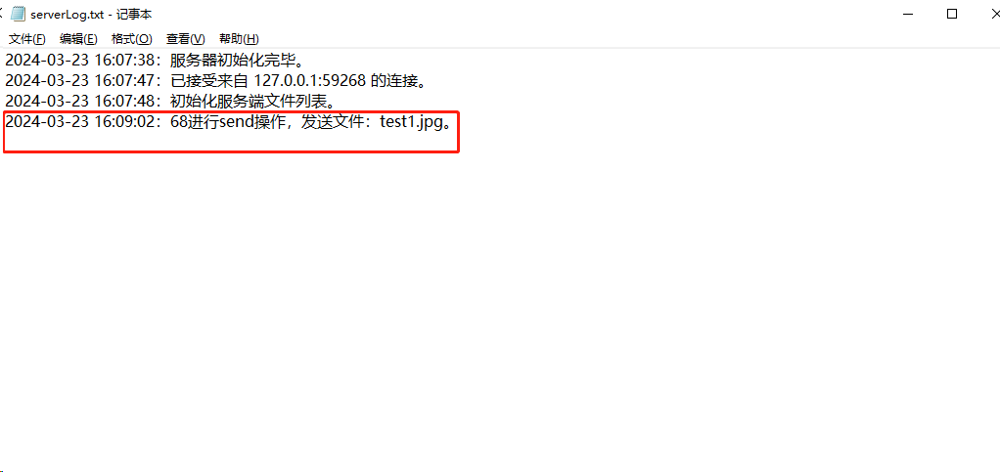 serverLog.txt - 记事本
文件(F) 编辑(E) 格式(O) 查看(V) 帮助(H)
2024-03-23 16:07:38：服务器初始化完毕。
2024-03-23 16:07:47：已接受来自 127.0.0.1:59268 的连接。
2024-03-23 16:07:48：初始化服务端文件列表。
2024-03-23 16:09:02：68进行send操作，发送文件：test1.jpg。